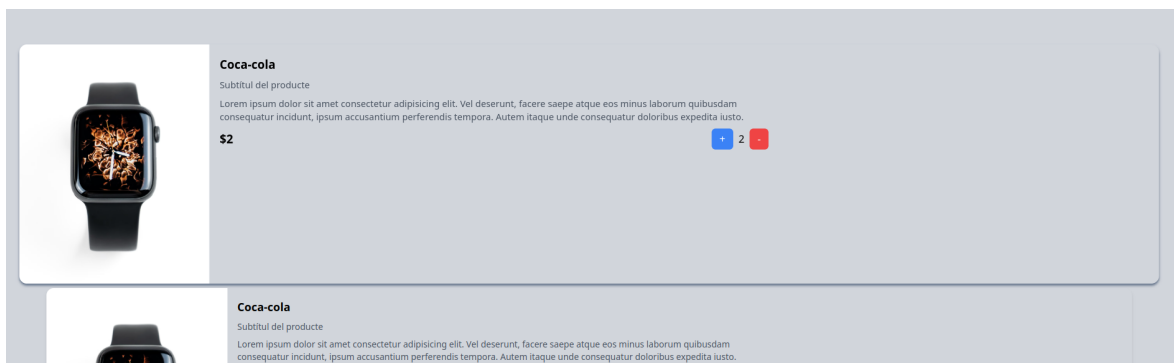 Coca-cola
Subtítul del producte
Lorem ipsum dolor sit amet consectetur adipisicing elit. Vel deserunt, facere saepe atque eos minus laborum quibusdam
consequatur incidunt, ipsum accusantium perferendis tempora. Autem itaque unde consequatur doloribus expedita iusto.
$2
+ 2 -
Coca-cola
Subtítul del producte
Lorem ipsum dolor sit amet consectetur adipisicing elit. Vel deserunt, facere saepe atque eos minus laborum quibusdam
consequatur incidunt, ipsum accusantium perferendis tempora. Autem itaque unde consequatur doloribus expedita iusto.